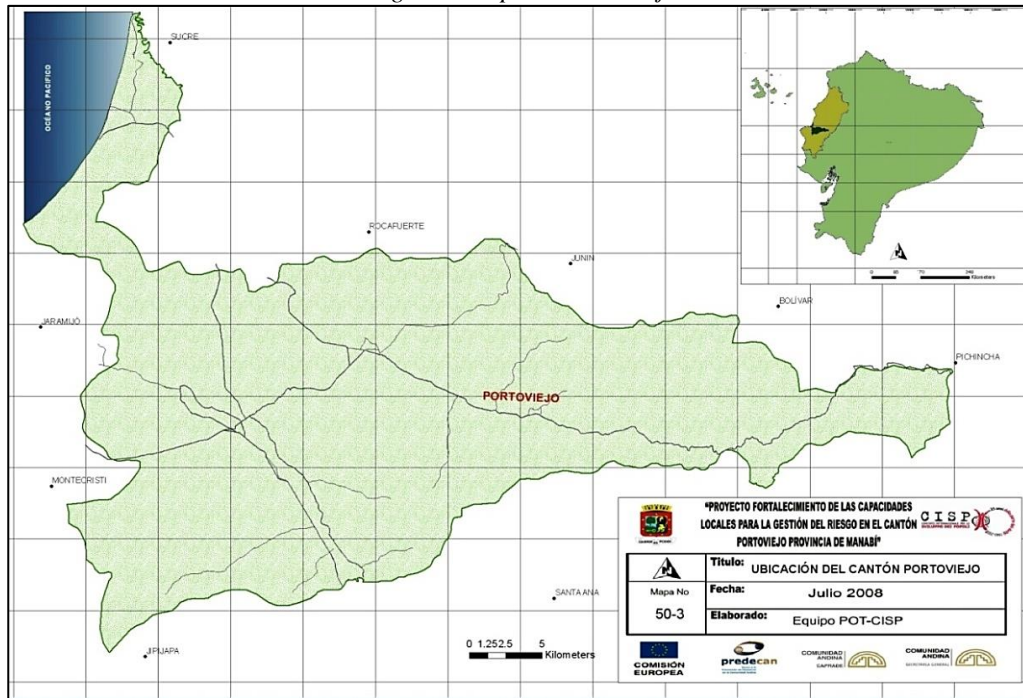 SUCRE
OCÉANO PACIFICO
ROCAFUERTE
JUNIN
BOLÍVAR
JARAMIJÓ
PICHINCHA
PORTOVIEJO
MONTECRISTI
SANTA ANA
JIPIJAPA
0 1,252,5 5
Kilometers
Kilometers
"PROYECTO FORTALECIMIENTO DE LAS CAPACIDADES
LOCALES PARA LA GESTIÓN DEL RIESGO EN EL CANTÓN
PORTOVIEJO PROVINCIA DE MANABÍ"
CISP
Titulo: UBICACIÓN DEL CANTÓN PORTOVIEJO
Mapa No
50-3
Fecha: Julio 2008
Elaborado: Equipo POT-CISP
COMISIÓN
EUROPEA
predecan
COMUNIDAD
ANDINA
CAPRADE
COMUNIDAD
ANDINA
SECRETARIA GENERAL